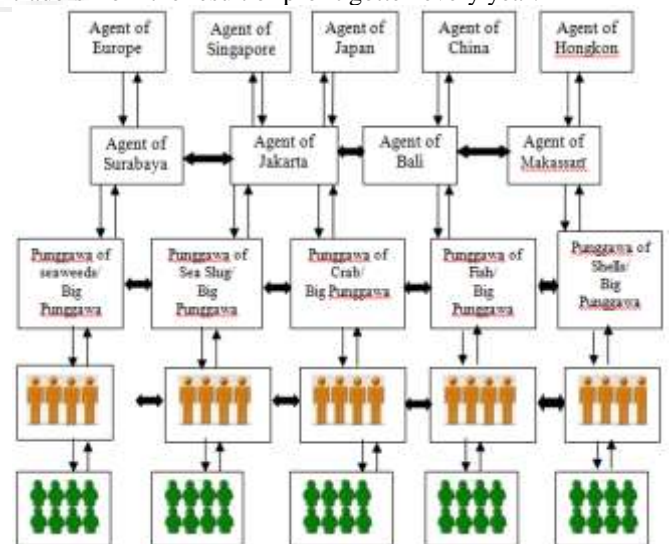 Agent of
Europe
Agent of
Singapore
Agent of
Japan
Agent of
China
Agent of
Hongkon
Agent of
Surabaya
Agent of
Jakarta
Agent of
Bali
Agent of
Makassart
Punggawa of
seaweeds/
Big
Punggawa
Punggawa of
Sea Slug/
Big
Punggawa
Punggawa of
Crab/
Big Punggawa
Punggawa of
Fish/
Big
Punggawa
Punggawa of
Shells/
Big
Punggawa